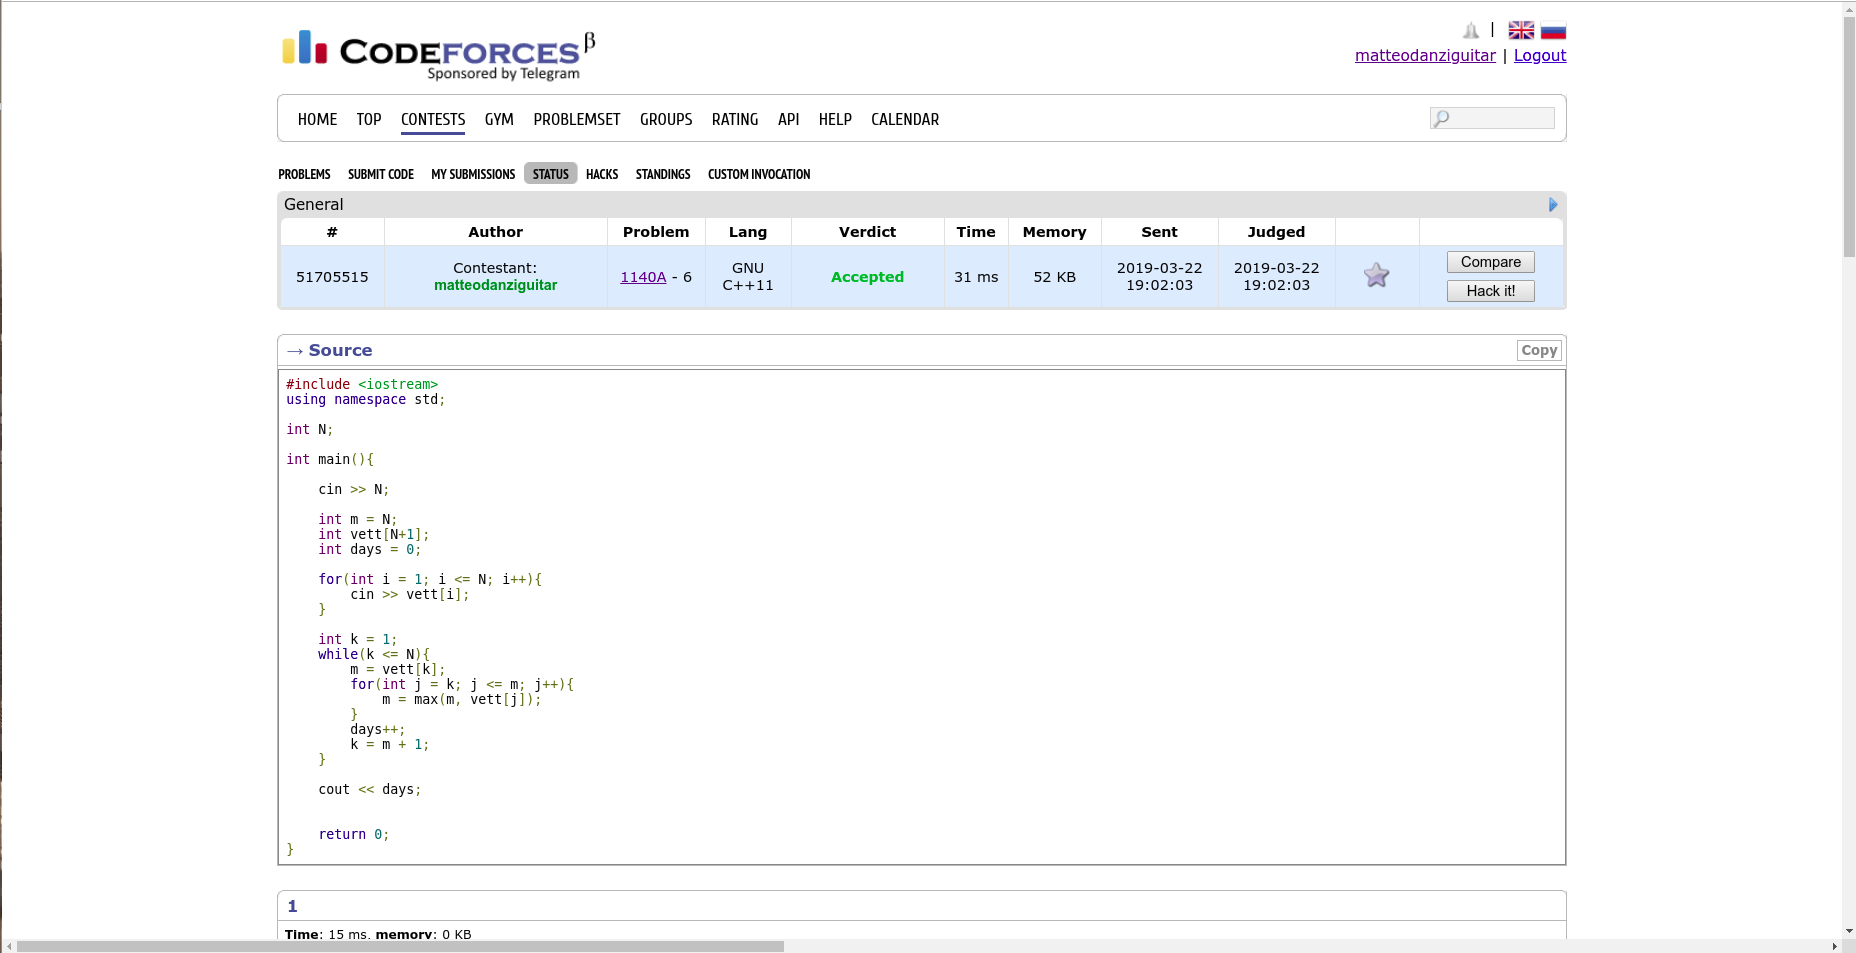 CODEFORCES β
Sponsored by Telegram
|
matteodanziguitar | Logout
HOME TOP CONTESTS GYM PROBLEMSET GROUPS RATING API HELP CALENDAR
PROBLEMS SUBMIT CODE MY SUBMISSIONS STATUS HACKS STANDINGS CUSTOM INVOCATION
General
# Author Problem Lang Verdict Time Memory Sent Judged
51705515 Contestant: matteodanziguitar 1140A - 6 GNU C++11 Accepted 31 ms 52 KB 2019-03-22 19:02:03 2019-03-22 19:02:03 Compare Hack it!
→ Source Copy
#include <iostream>
using namespace std;
int N;
int main(){
    cin >> N;
    int m = N;
    int vett[N+1];
    int days = 0;
    for(int i = 1; i <= N; i++){
        cin >> vett[i];
    }
    int k = 1;
    while(k <= N){
        m = vett[k];
        for(int j = k; j <= m; j++){
            m = max(m, vett[j]);
        }
        days++;
        k = m + 1;
    }
    cout << days;
    return 0;
}
1
Time: 15 ms, memory: 0 KB